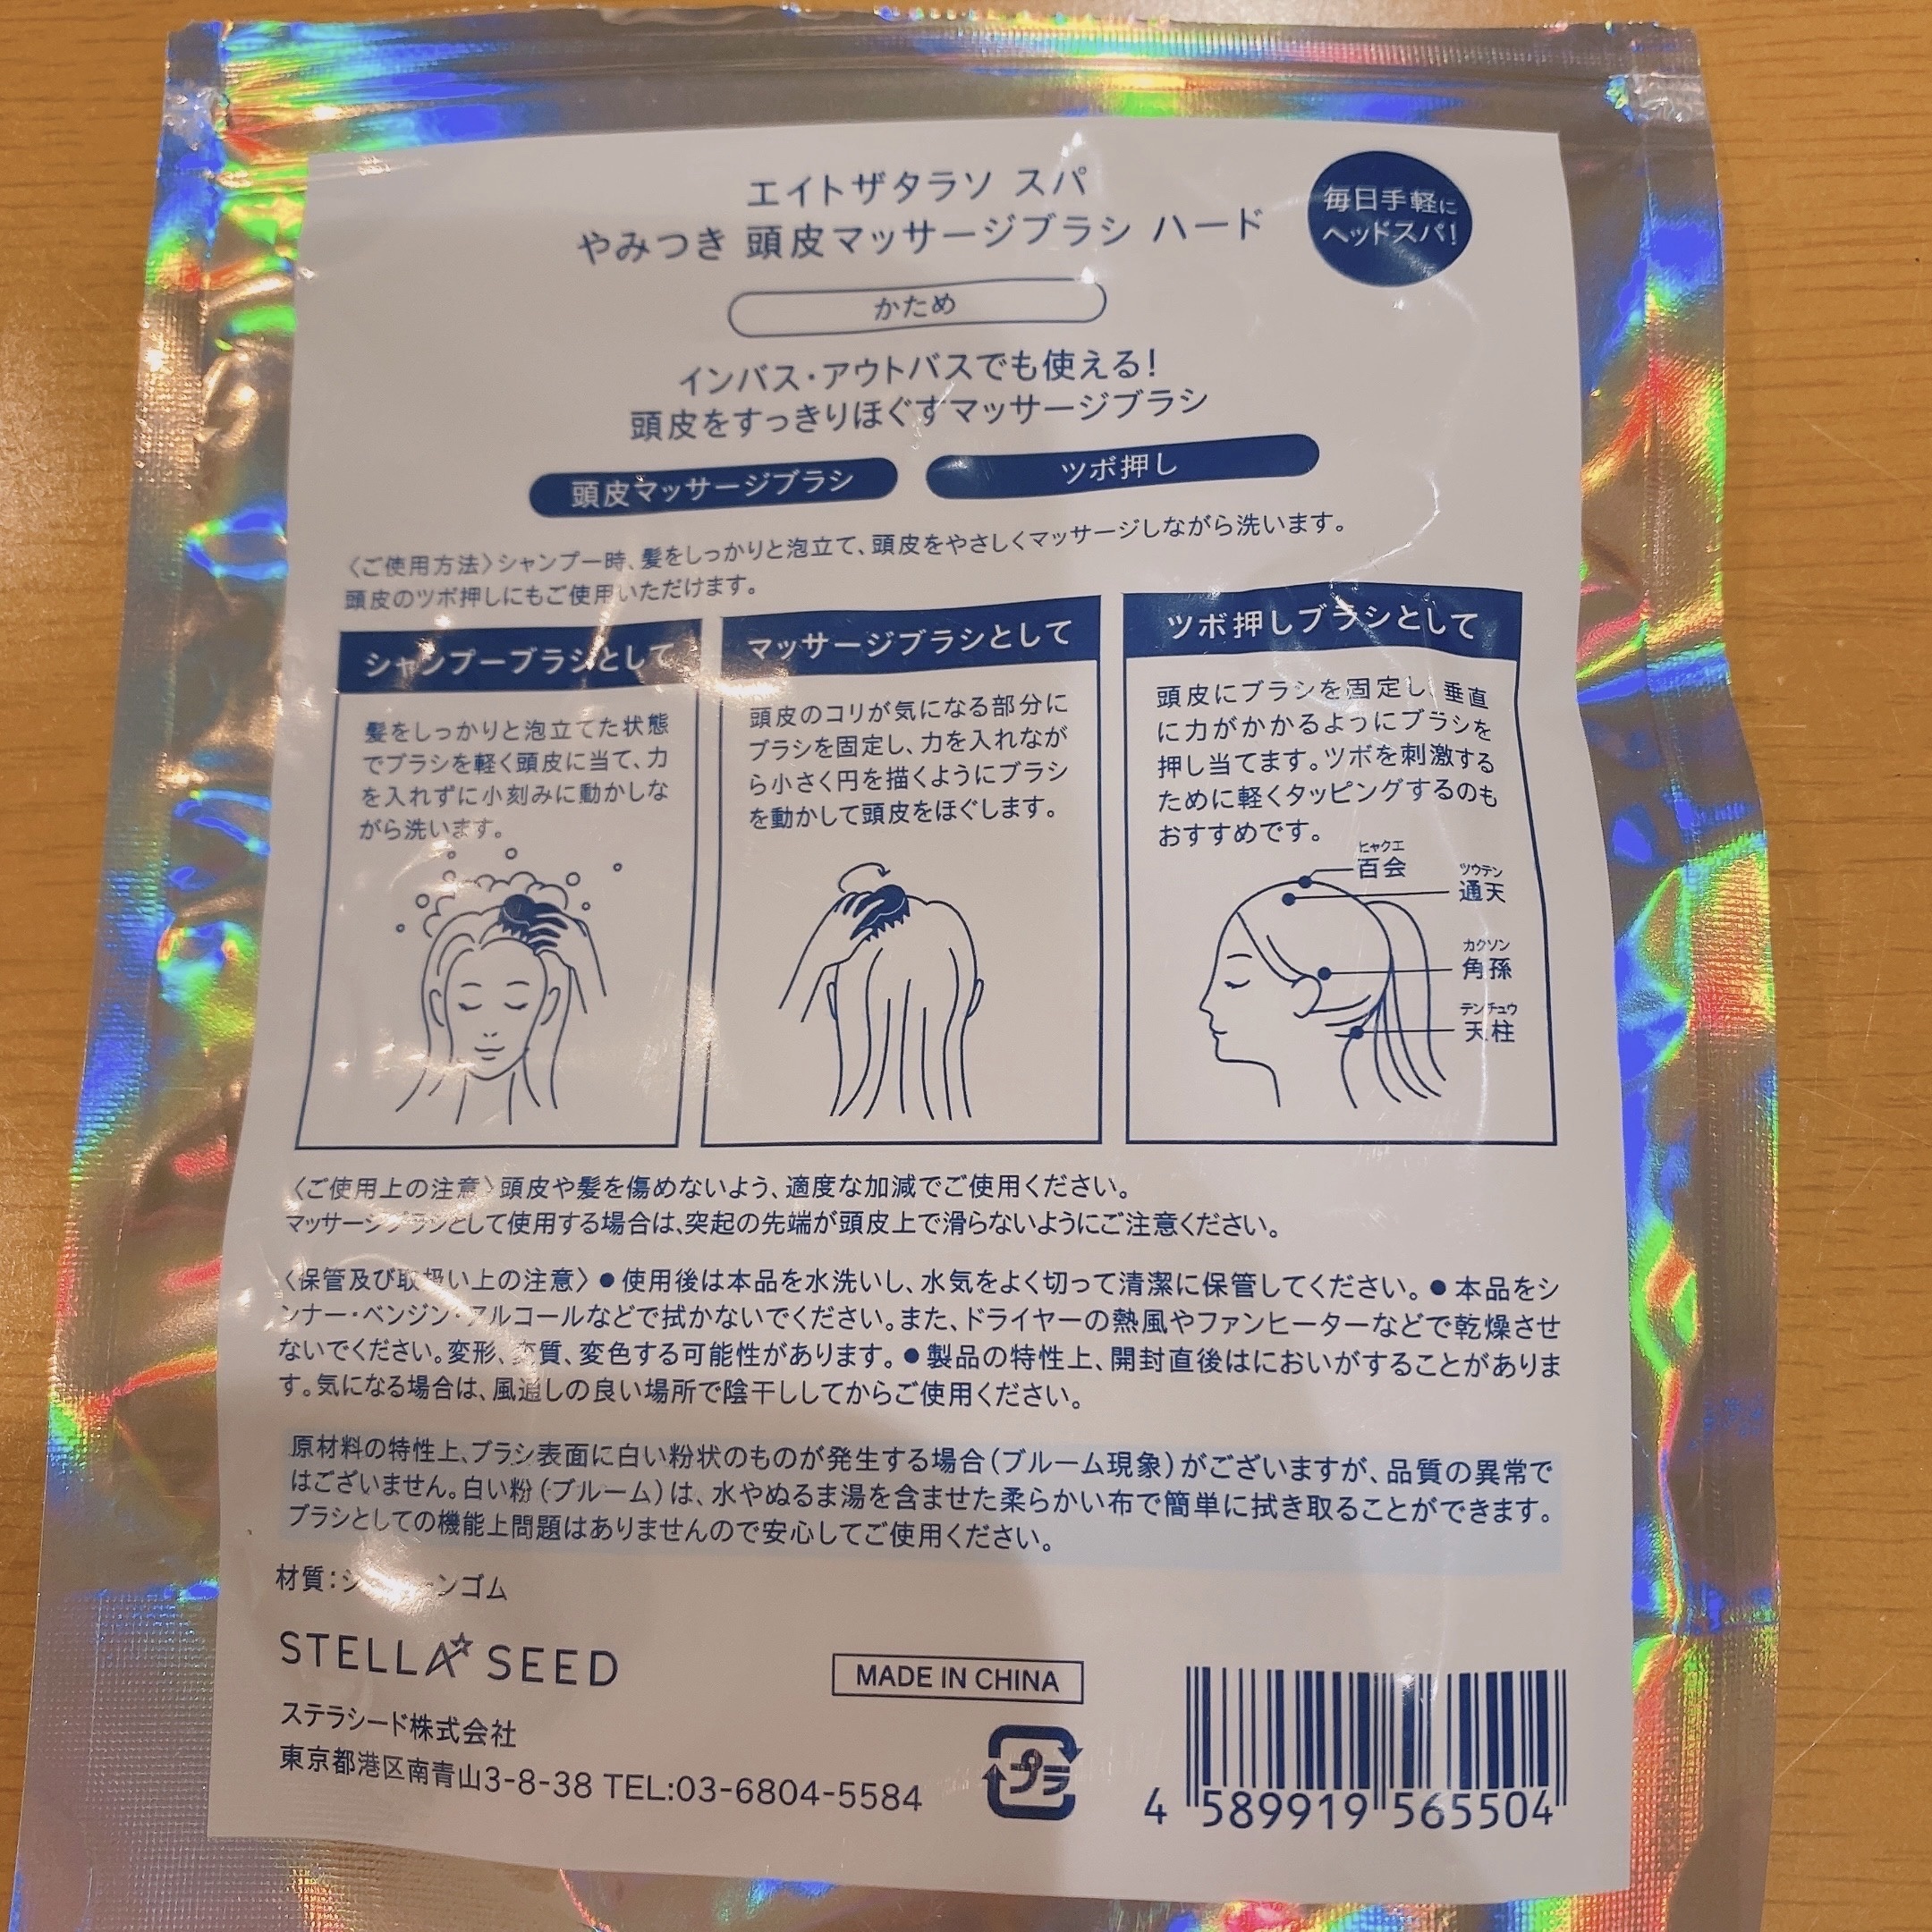 エイトザタラソ スパ
やみつき 頭皮マッサージブラシ ハード
毎日手軽に
ヘッドスパ!
かため
インバス・アウトバスでも使える!
頭皮をすっきりほぐすマッサージブラシ
頭皮マッサージブラシ
ツボ押し
〈ご使用方法〉シャンプー時、髪をしっかりと泡立て、頭皮をやさしくマッサージしながら洗います。
頭皮のツボ押しにもご使用いただけます。
シャンプーブラシとして
髪をしっかりと泡立てた状態
でブラシを軽く頭皮に当て、力
を入れずに小刻みに動かしな
がら洗います。
マッサージブラシとして
頭皮のコリが気になる部分に
ブラシを固定し、力を入れなが
ら小さく円を描くようにブラシ
を動かして頭皮をほぐします。
ツボ押しブラシとして
頭皮にブラシを固定し、垂直
に力がかかるようにブラシを
押し当てます。ツボを刺激する
ために軽くタッピングするのも
おすすめです。
ヒャクエ
百会
ツウテン
通天
カクソン
角孫
テンチュウ
天柱
〈ご使用上の注意〉頭皮や髪を傷めないよう、適度な加減でご使用ください。
マッサージブラシとして使用する場合は、突起の先端が頭皮上で滑らないようにご注意ください。
〈保管及び取扱い上の注意〉●使用後は本品を水洗いし、水気をよく切って清潔に保管してください。●本品をシ
ンナー・ベンジン・アルコールなどで拭かないでください。また、ドライヤーの熱風やファンヒーターなどで乾燥させ
ないでください。変形、変質、変色する可能性があります。●製品の特性上、開封直後はにおいがすることがありま
す。気になる場合は、風通しの良い場所で陰干ししてからご使用ください。
原材料の特性上、ブラシ表面に白い粉状のものが発生する場合(ブルーム現象)がございますが、品質の異常で
はございません。白い粉(ブルーム)は、水やぬるま湯を含ませた柔らかい布で簡単に拭き取ることができます。
ブラシとしての機能上問題はありませんので安心してご使用ください。
材質:
STELLA SEED
MADE IN CHINA
ステラシード株式会社
東京都港区南青山3-8-38 TEL:03-6804-5584
プラ
4 589919 565504